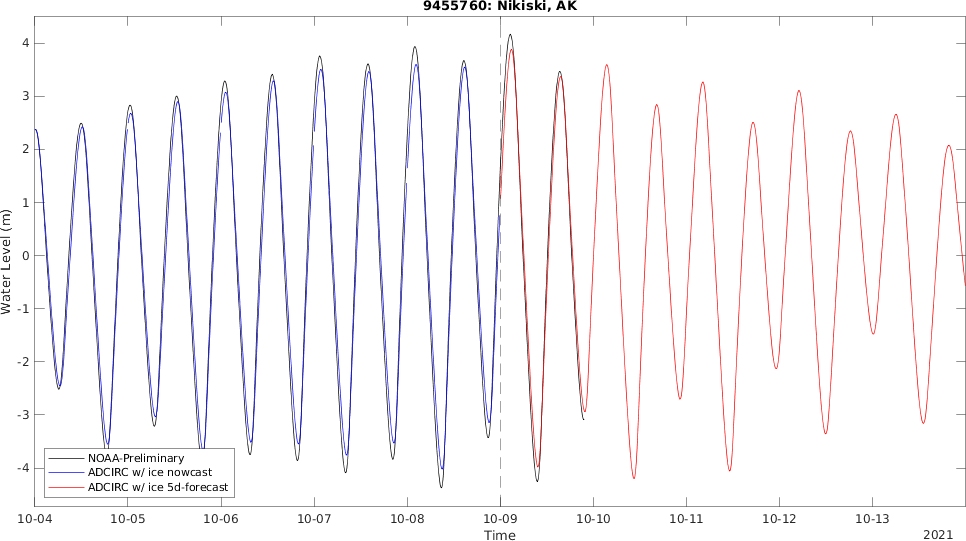 9455760: Nikiski, AK
Water Level (m)
4
3
2
1
0
-1
-2
-3
-4
NOAA-Preliminary
ADCIRC w/ ice nowcast
ADCIRC w/ ice 5d-forecast
10-04 10-05 10-06 10-07 10-08 10-09 10-10 10-11 10-12 10-13
Time
2021